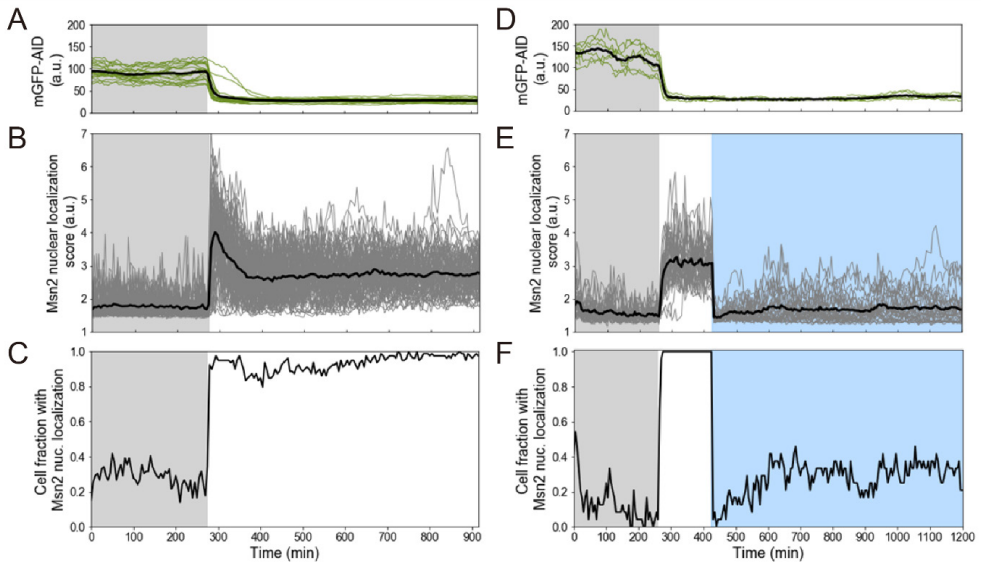 A
mGFP-AID
(a.u.)
200
150
100
50
0
B
Msn2 nuclear localization
score (a.u.)
7
6
5
4
3
2
1
C
Cell fraction with
Msn2 nuc. localization
1.0
0.8
0.6
0.4
0.2
0.0
0 100 200 300 400 500 600 700 800 900
Time (min)
D
mGFP-AID
(a.u.)
200
150
100
50
0
E
Msn2 nuclear localization
score (a.u.)
7
6
5
4
3
2
1
F
Cell fraction with
Msn2 nuc. localization
1.0
0.8
0.6
0.4
0.2
0.0
0 100 200 300 400 500 600 700 800 900 1000 1100 1200
Time (min)